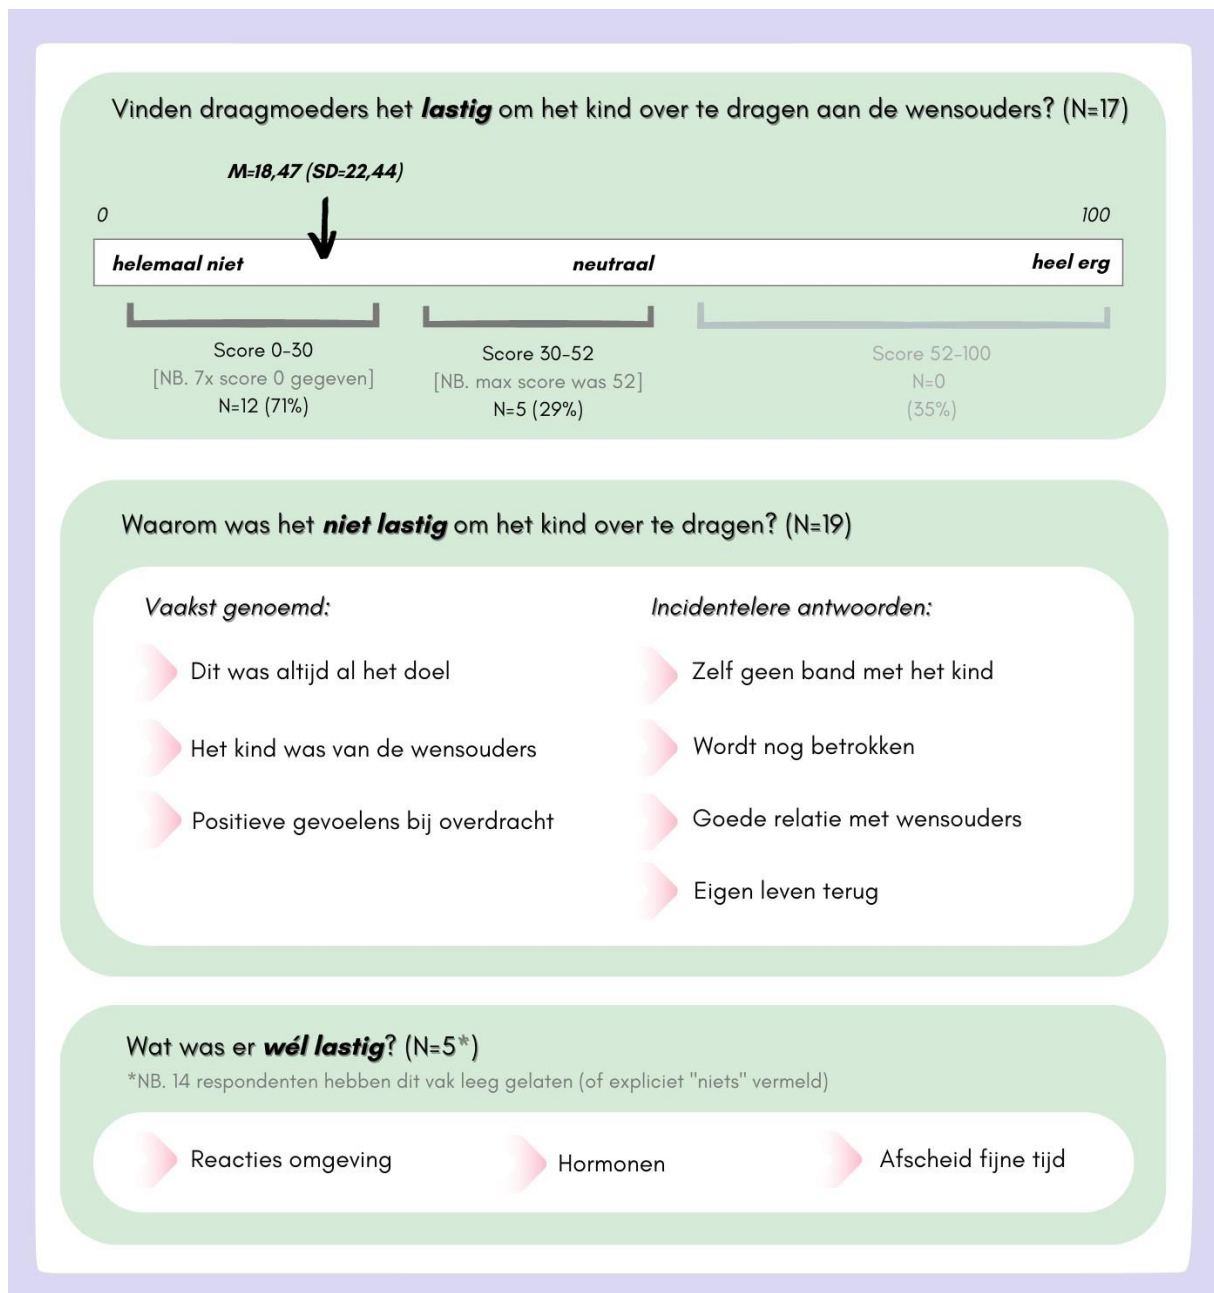 Vinden draagmoeders het lastig om het kind over te dragen aan de wensouders? (N=17)
M=18,47 (SD=22,44)
0
100
helemaal niet
neutraal
heel erg
Score 0-30
[NB. 7x score 0 gegeven]
N=12 (71%)
Score 30-52
[NB. max score was 52]
N=5 (29%)
Score 52-100
N=0
(35%)
Waarom was het niet lastig om het kind over te dragen? (N=19)
Vaakst genoemd:
Dit was altijd al het doel
Het kind was van de wensouders
Positieve gevoelens bij overdracht
Incidentelere antwoorden:
Zelf geen band met het kind
Wordt nog betrokken
Goede relatie met wensouders
Eigen leven terug
Wat was er wél lastig? (N=5*)
*NB. 14 respondenten hebben dit vak leeg gelaten (of expliciet "niets" vermeld)
Reacties omgeving
Hormonen
Afscheid fijne tijd